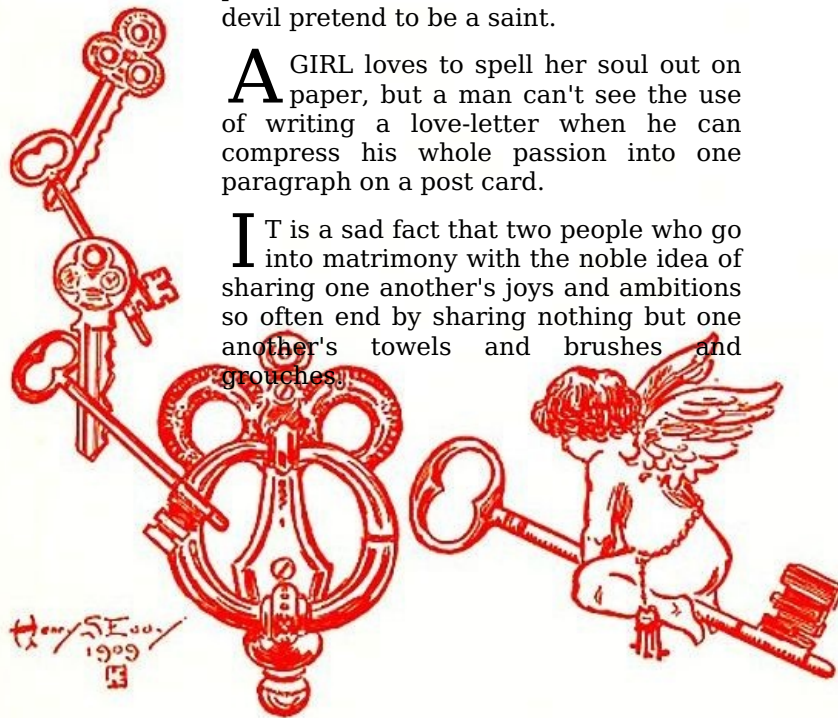 devil pretend to be a saint.
A GIRL loves to spell her soul out on
paper, but a man can't see the use
of writing a love-letter when he can
compress his whole passion into one
paragraph on a post card.
IT is a sad fact that two people who go
into matrimony with the noble idea of
sharing one another's joys and ambitions
so often end by sharing nothing but one
another's towels and brushes and
grouches.
1909